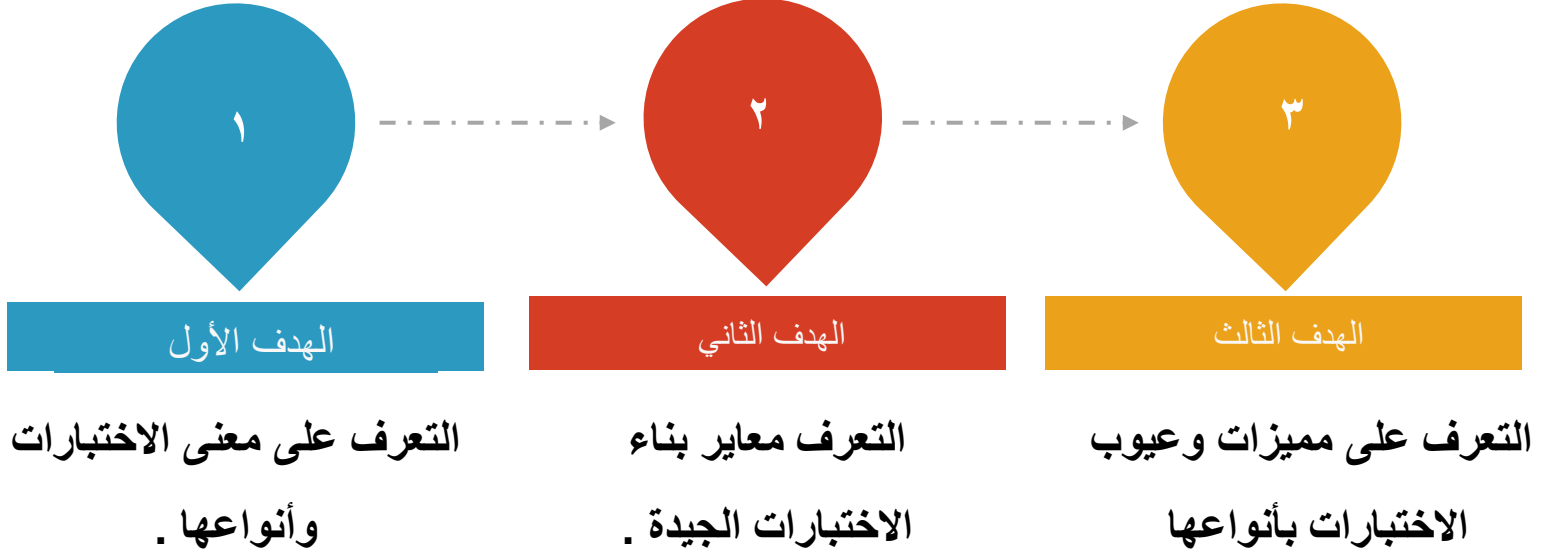 ١
٢
٣
الهدف الأول
الهدف الثاني
الهدف الثالث
التعرف على معنى الاختبارات
وأنواعها .
التعرف معاير بناء
الاختبارات الجيدة .
التعرف على مميزات وعيوب
الاختبارات بأنواعها